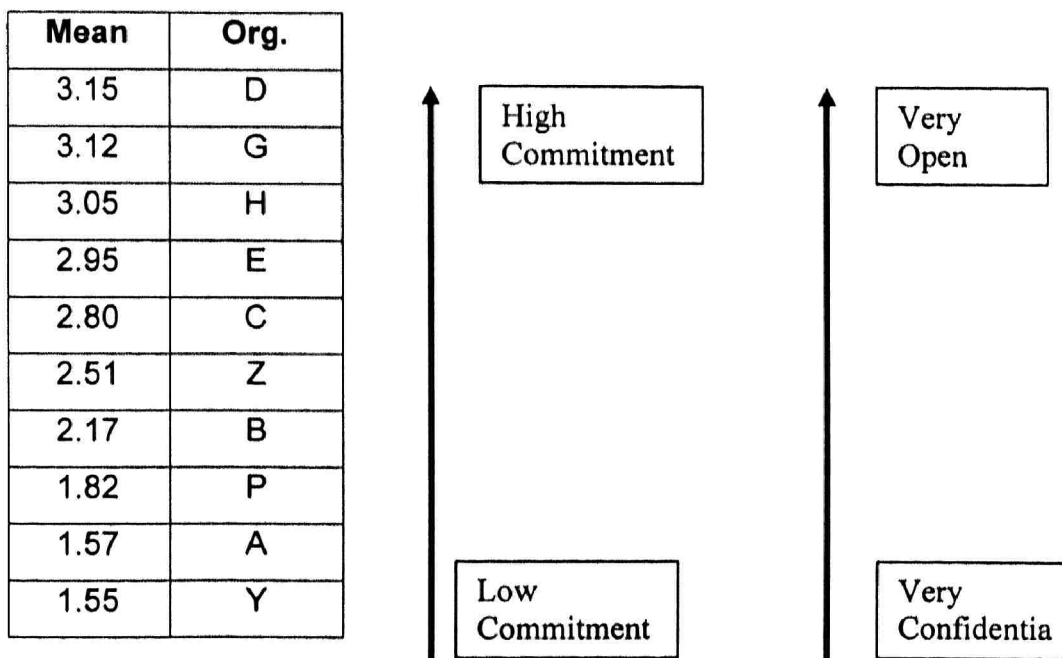 Mean Org.
3.15 D
3.12 G
3.05 H
2.95 E
2.80 C
2.51 Z
2.17 B
1.82 P
1.57 A
1.55 Y
High
Commitment
Low
Commitment
Very
Open
Very
Confidentia